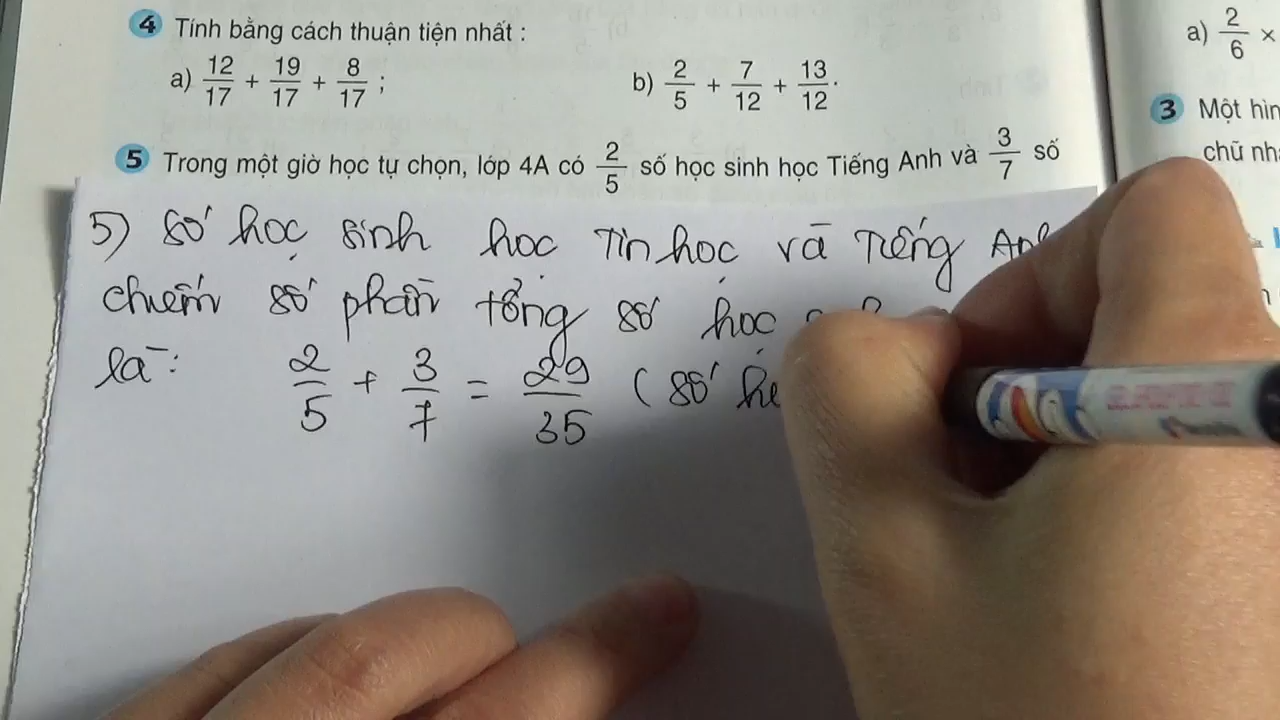 4 Tính bằng cách thuận tiện nhất :
a) 12/17 + 19/17 + 8/17 ;
b) 2/5 + 7/12 + 13/12.
5 Trong một giờ học tự chọn, lớp 4A có 2/5 số học sinh học Tiếng Anh và 3/7 số
5) Số học sinh học Tin học và Tiếng
chiếm số phần tổng số học
là: 2/5 + 3/7 = 29/35 (số
a) 2/6 ×
3 Một
chữ